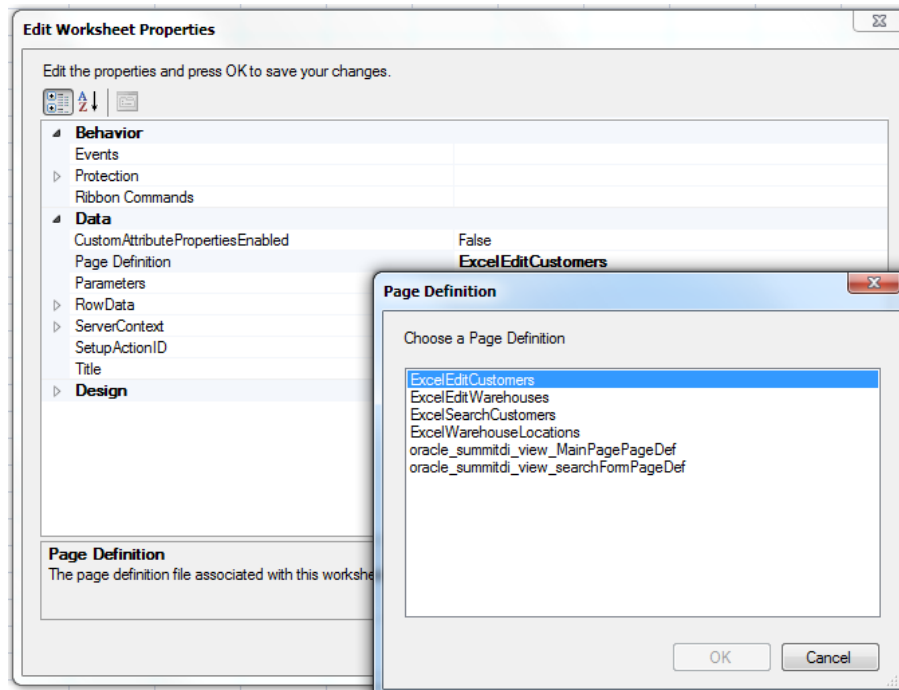 Edit Worksheet Properties
Edit the properties and press OK to save your changes.
Behavior
Events
Protection
Ribbon Commands
Data
CustomAttributePropertiesEnabled False
Page Definition ExcelEditCustomers
Parameters
RowData
ServerContext
SetupActionID
Title
Design
Page Definition
The page definition file associated with this workshe
Page Definition
Choose a Page Definition
ExcelEditCustomers
ExcelEditWarehouses
ExcelSearchCustomers
ExcelWarehouseLocations
oracle_summitdi_view_MainPagePageDef
oracle_summitdi_view_searchFormPageDef
OK Cancel